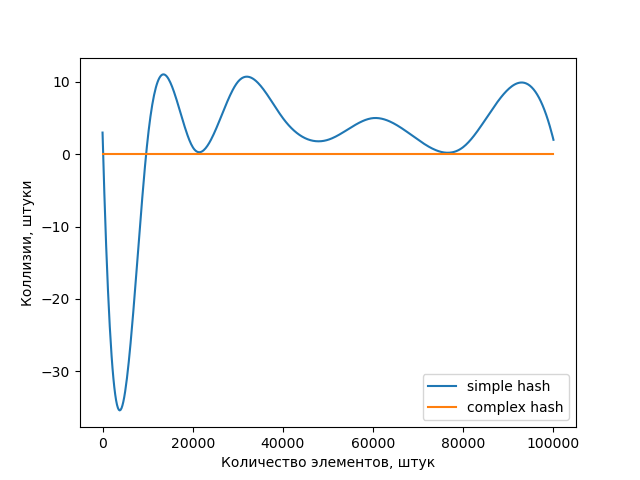 10
0
−10
−20
−30
Коллизии, штуки
0 20000 40000 60000 80000 100000
Количество элементов, штук
simple hash
complex hash